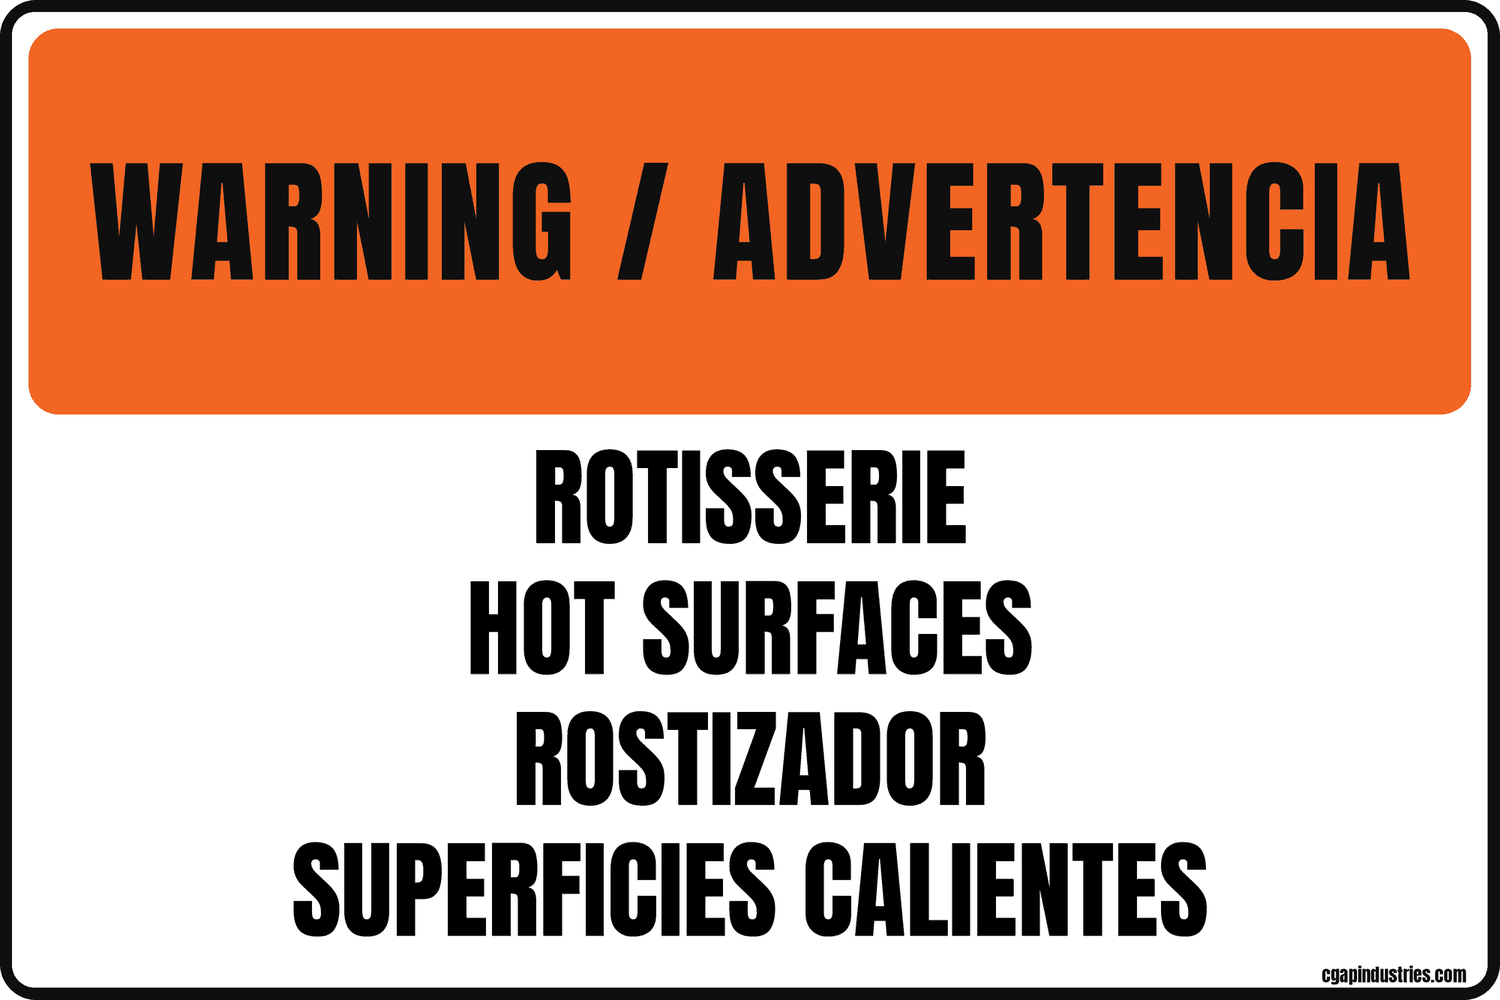 WARNING / ADVERTENCIA
ROTISSERIE
HOT SURFACES
ROSTIZADOR
SUPERFICIES CALIENTES
cgapindustries.com